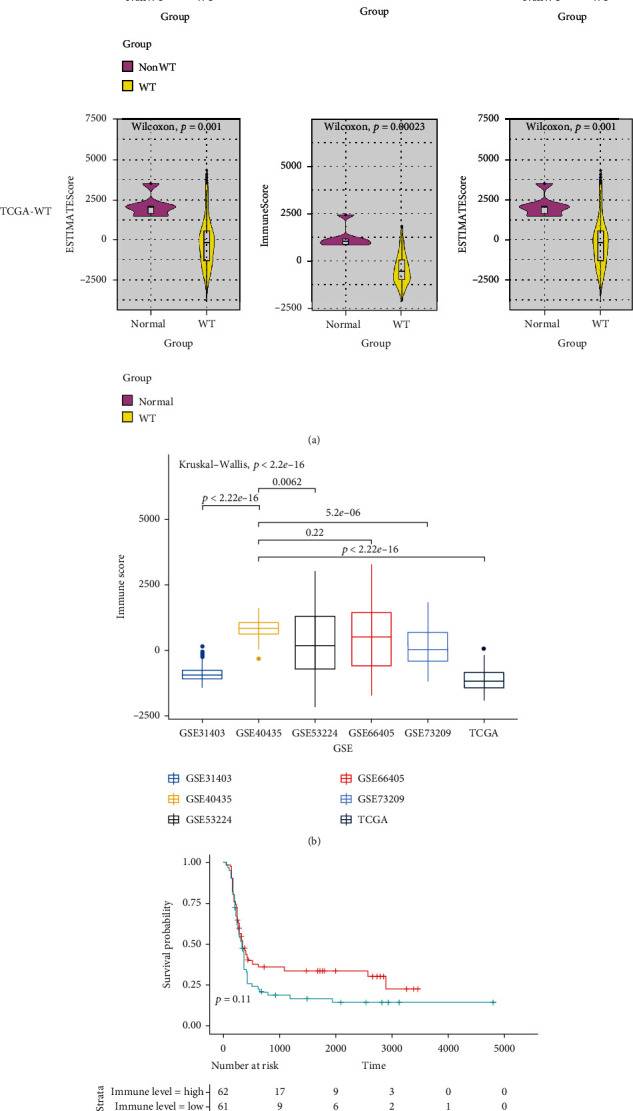 Group
Group
Group
Group
NonWT
WT
TCGA-WT
ESTIMATEScore
7500
5000
2500
0
−2500
Wilcoxon, p = 0.001
Normal
WT
Group
ImmuneScore
5000
2500
0
−2500
Wilcoxon, p = 0.00023
Normal
WT
Group
ESTIMATEScore
7500
5000
2500
0
−2500
Wilcoxon, p = 0.001
Normal
WT
Group
Group
Normal
WT
(a)
Kruskal–Wallis, p < 2.2e–16
0.0062
p < 2.22e−16
5.2e–06
0.22
p < 2.22e−16
Immune score
5000
2500
0
−2500
GSE31403 GSE40435 GSE53224 GSE66405 GSE73209 TCGA
GSE
GSE31403
GSE66405
GSE40435
GSE73209
GSE53224
TCGA
(b)
Survival probability
1.00
0.75
0.50
0.25
0.00
p = 0.11
0 1000 2000 3000 4000 5000
Number at risk
Time
Strata
Immune level = high 62 17 9 3 0 0
Immune level = low 61 9 6 2 1 0